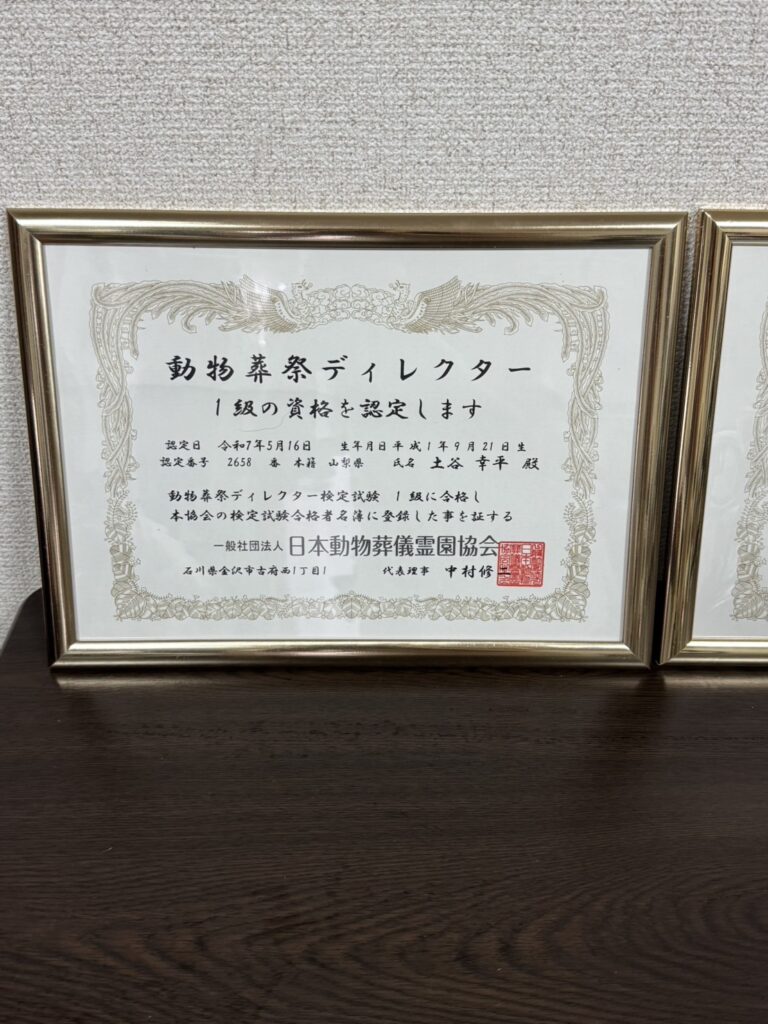 動物葬祭ディレクター
1級の資格を認定します
認定日 令和7年5月16日 生年月日 平成1年9月21日生
認定番号 2658 番 本籍 山梨県 氏名 土谷 幸平 殿
動物葬祭ディレクター検定試験 1級に合格し
本協会の検定試験合格者名簿に登録した事を証する
一般社団法人 日本動物葬儀霊園協会
石川県金沢市古府西1丁目1 代表理事 中村修二